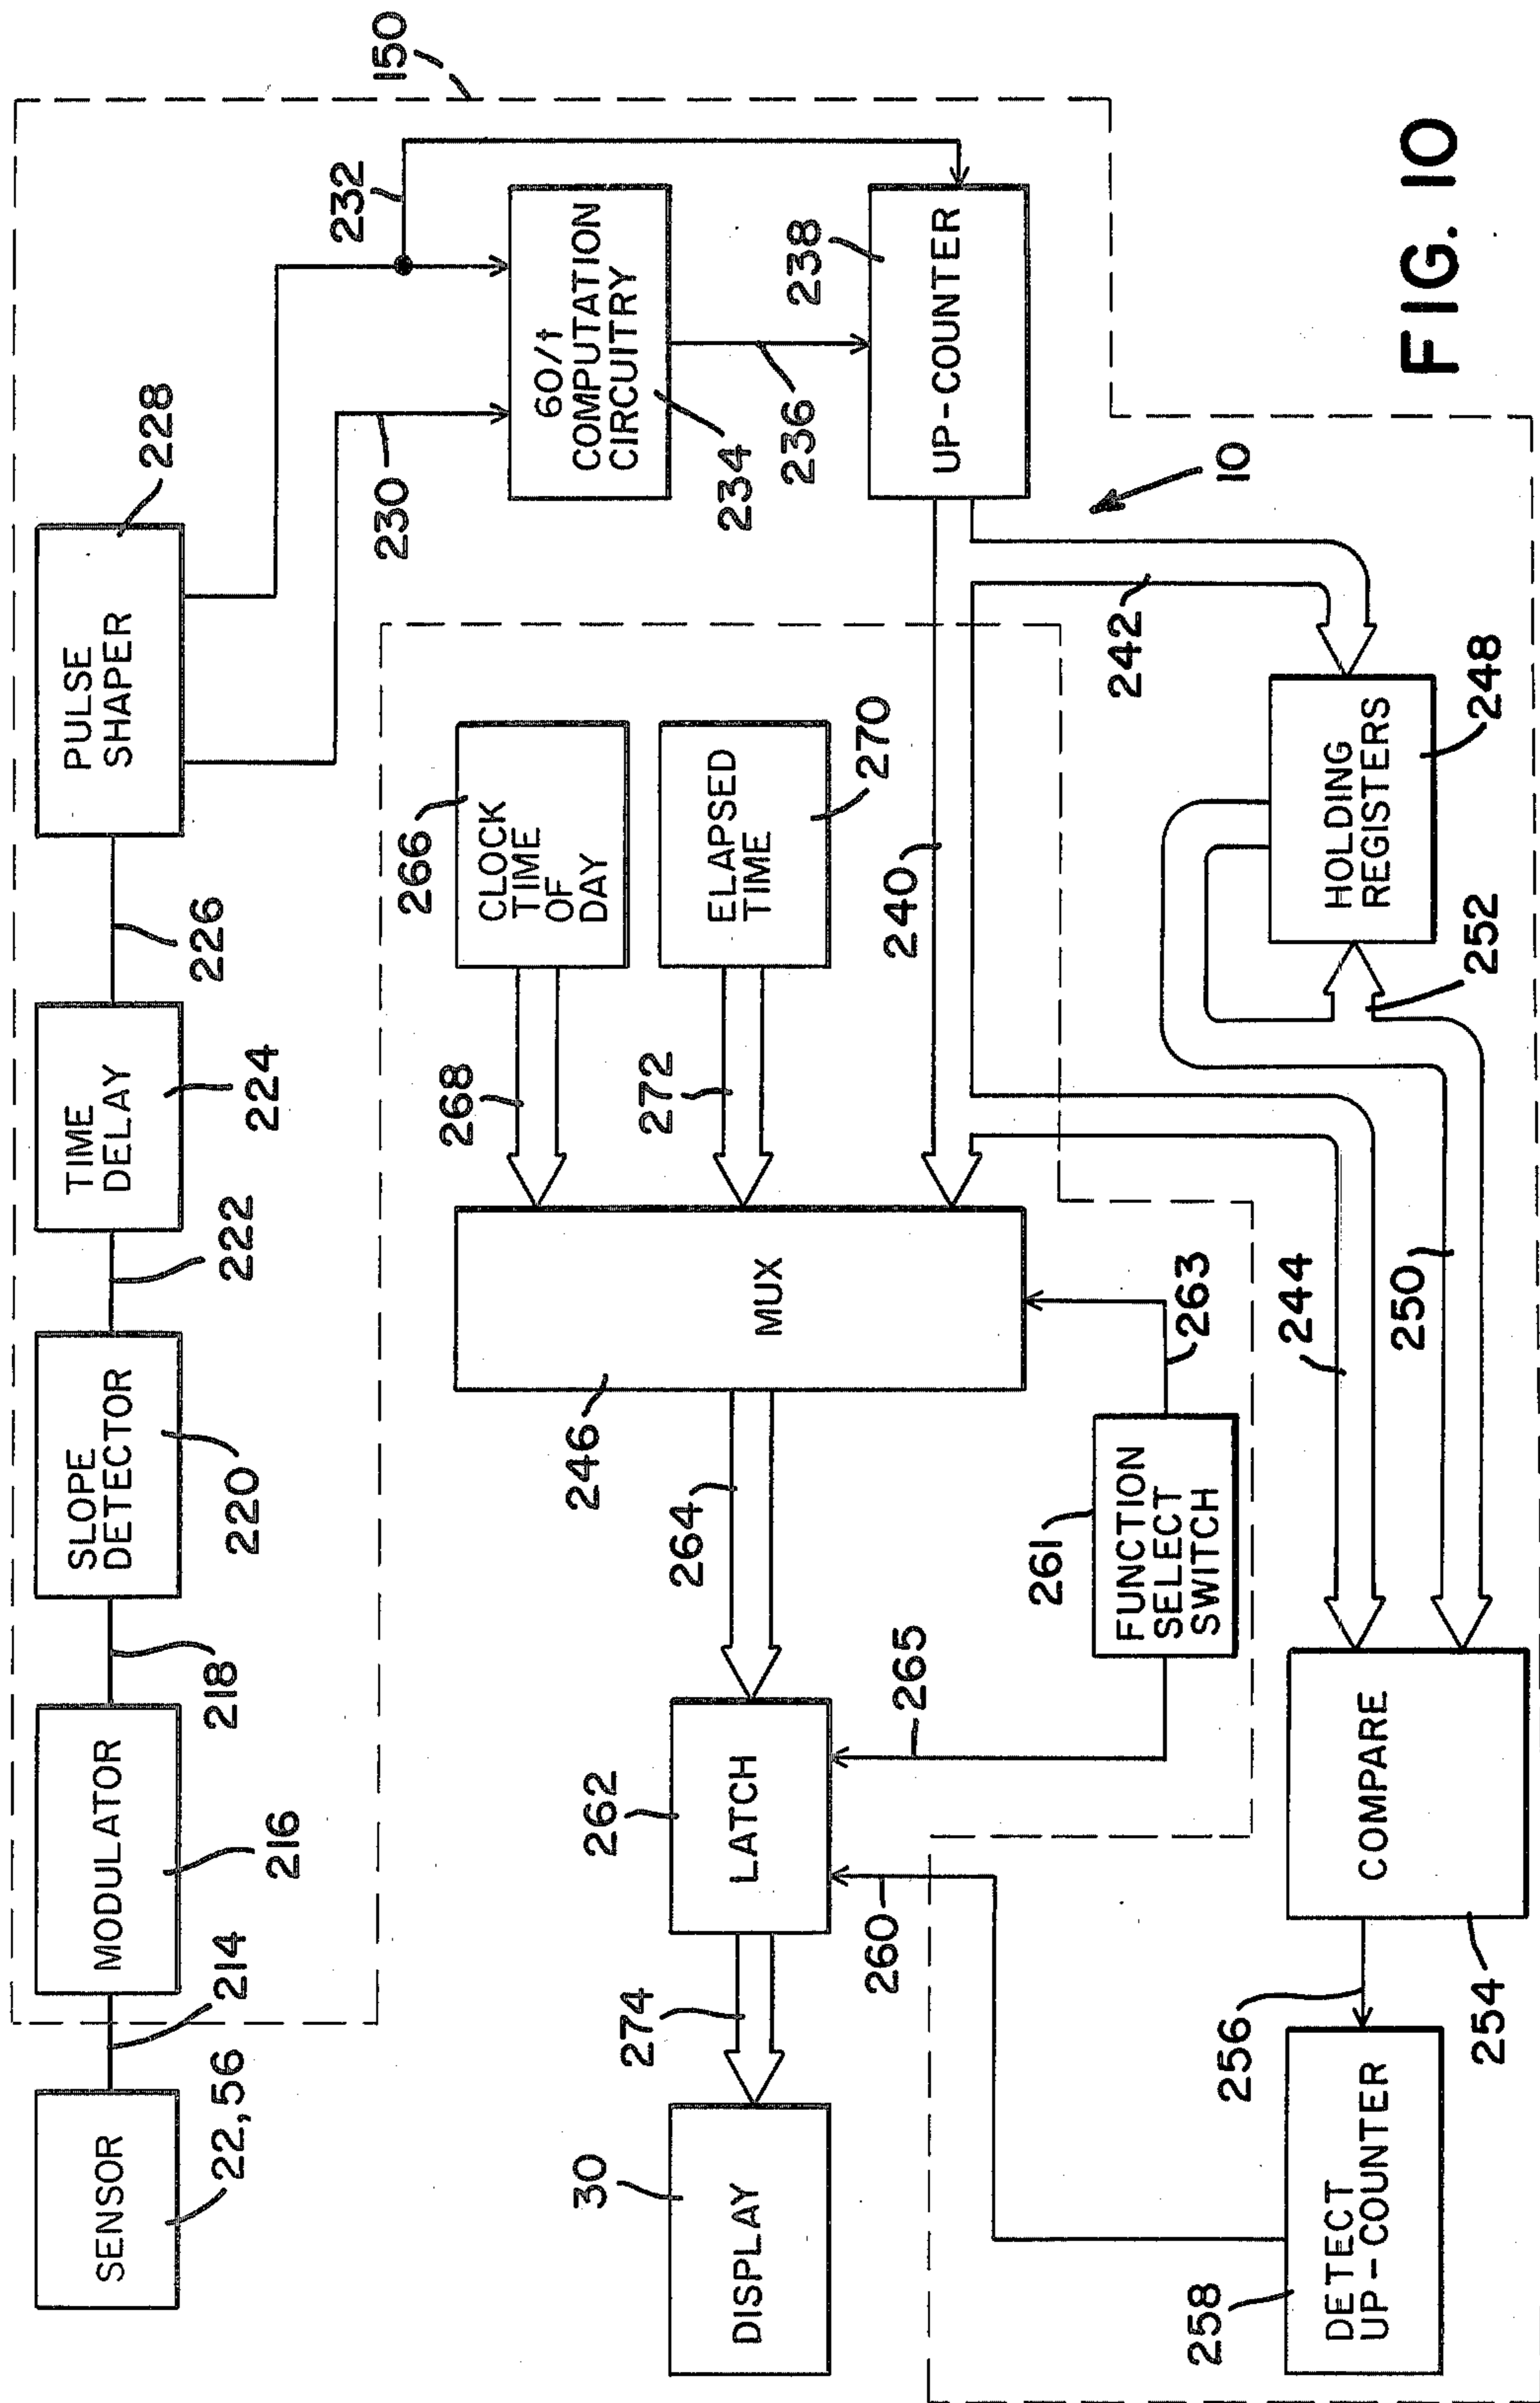 SENSOR
22,56
214
MODULATOR
216
218
SLOPE
DETECTOR
220
222
TIME
DELAY
224
226
PULSE
SHAPER
228
150
230
232
60/t
COMPUTATION
CIRCUITRY
234
236
238
UP-COUNTER
10
266
CLOCK
TIME
OF
DAY
268
ELAPSED
TIME
270
272
240
242
MUX
246
264
263
261
FUNCTION
SELECT
SWITCH
265
262
LATCH
260
274
30
DISPLAY
HOLDING
REGISTERS
248
252
244
250
COMPARE
254
256
DETECT
UP-COUNTER
258
FIG. 10